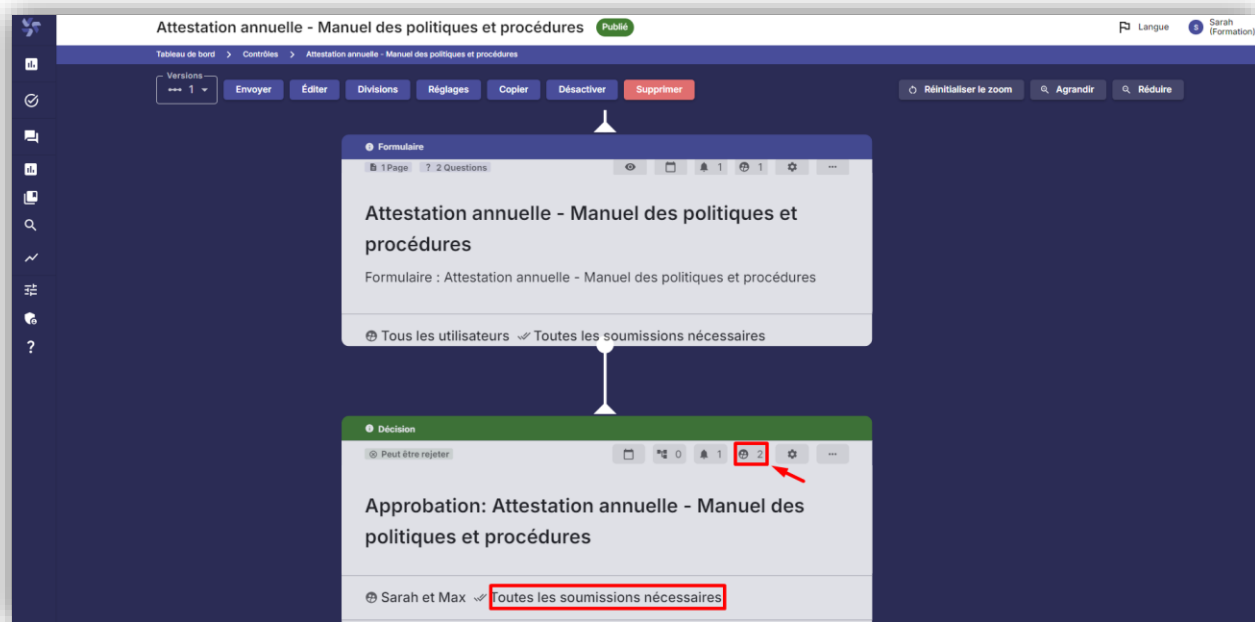 Attestation annuelle - Manuel des politiques et procédures Publié
Langue
S Sarah (Formation)
Tableau de bord > Contrôles > Attestation annuelle - Manuel des politiques et procédures
Versions
1
Envoyer Éditer Divisions Réglages Copier Désactiver Supprimer
Réinitialiser le zoom Agrandir Réduire
Formulaire
1 Page ? 2 Questions 1 1 ...
Attestation annuelle - Manuel des politiques et
procédures
Formulaire : Attestation annuelle - Manuel des politiques et procédures
Tous les utilisateurs Toutes les soumissions nécessaires
?
Décision
Peut être rejeter 0 1 2 ...
Approbation: Attestation annuelle - Manuel des
politiques et procédures
Sarah et Max Toutes les soumissions nécessaires